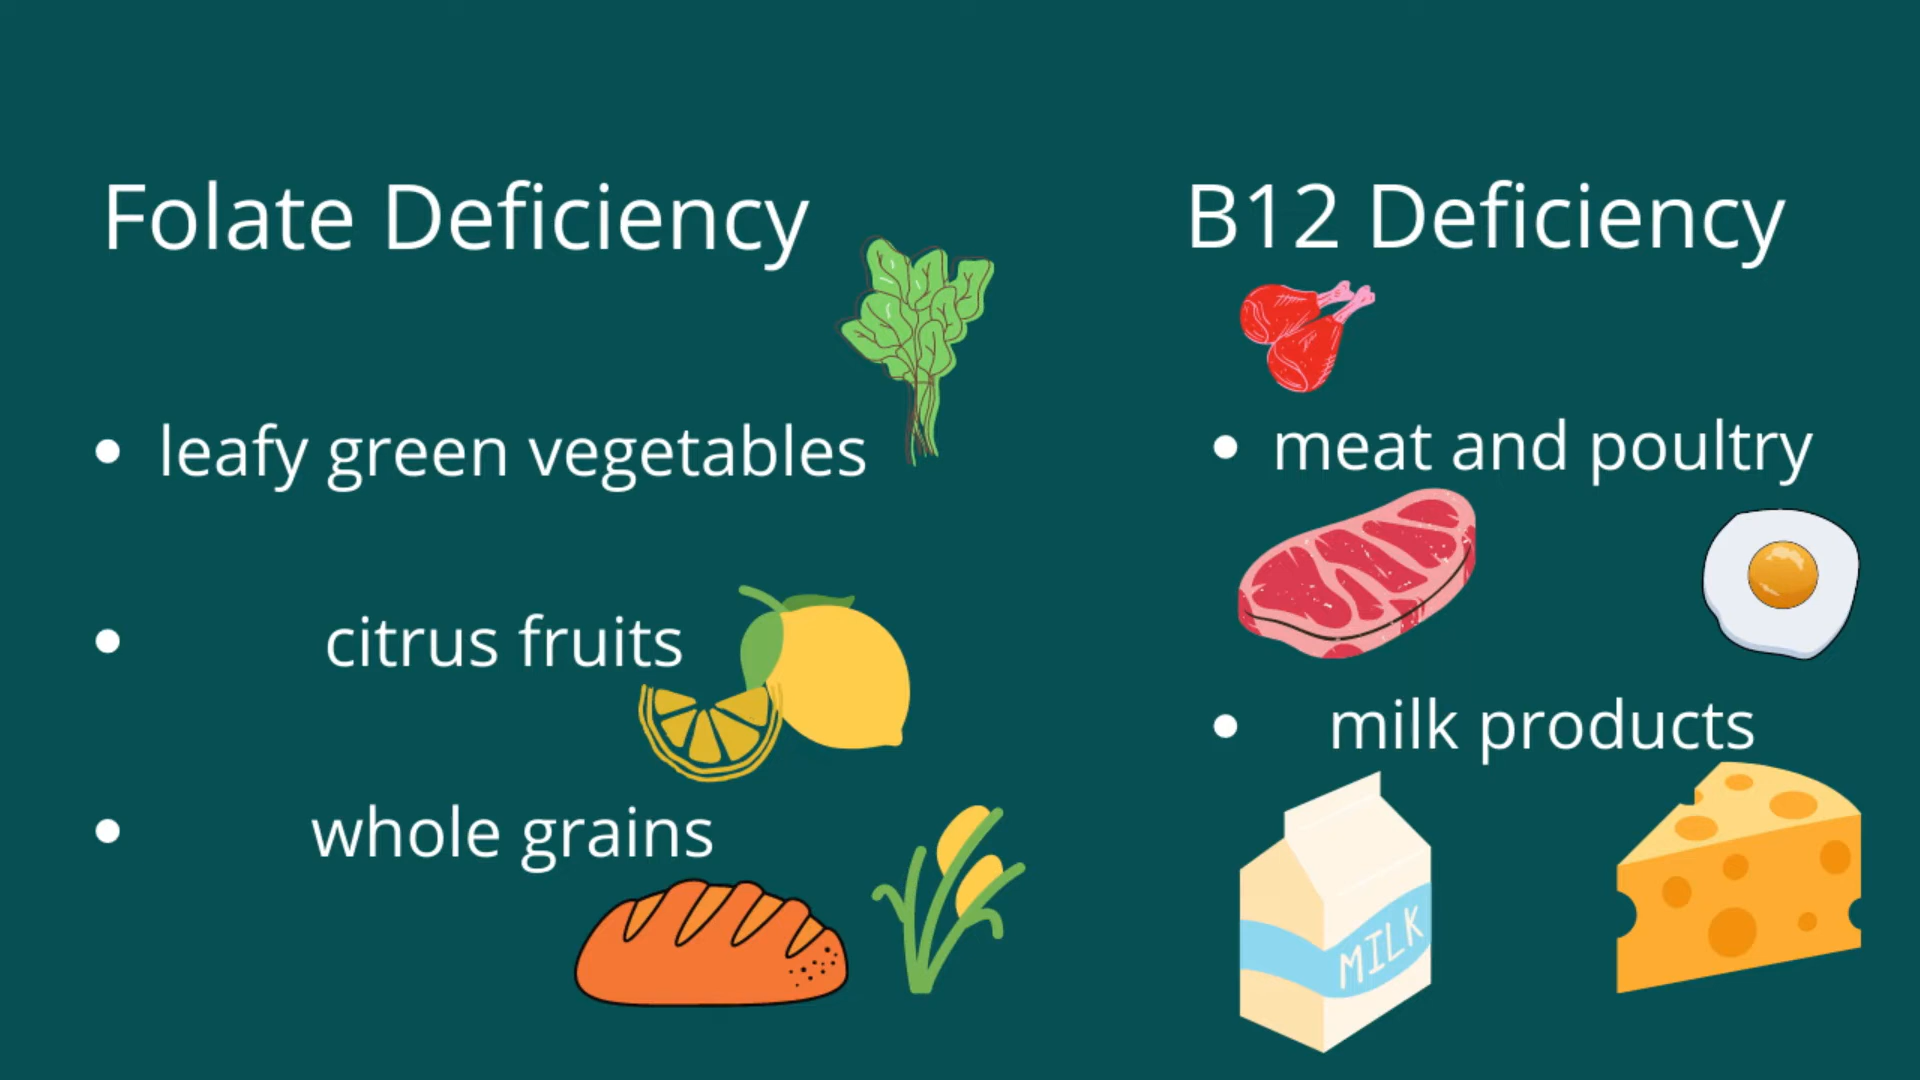 Folate Deficiency
• leafy green vegetables
• citrus fruits
• whole grains
B12 Deficiency
• meat and poultry
• milk products
MILK